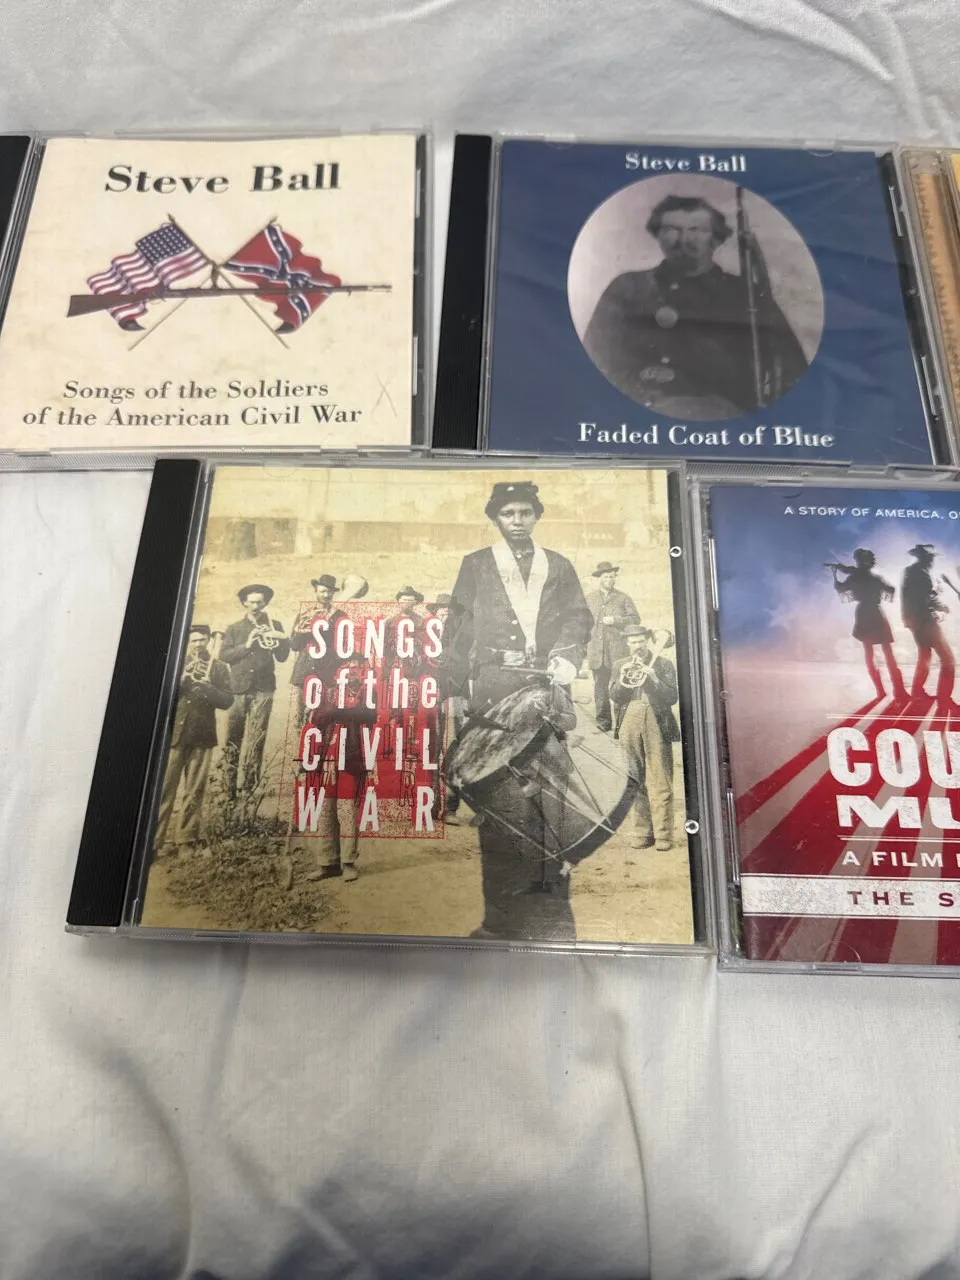 Steve Ball
Songs of the Soldiers
of the American Civil War
Steve Ball
Faded Coat of Blue
SONGS
of the
CIVIL
WAR
A STORY OF AMERICA,
COU
MU
A FILM
THE S